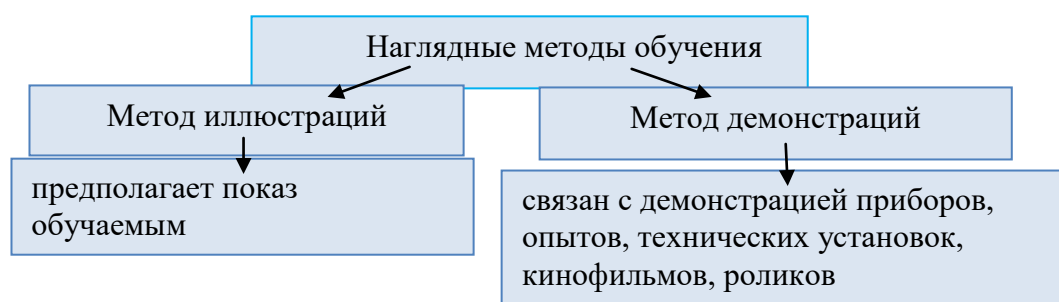 Наглядные методы обучения
Метод иллюстраций
Метод демонстраций
предполагает показ
обучаемым
связан с демонстрацией приборов,
опытов, технических установок,
кинофильмов, роликов